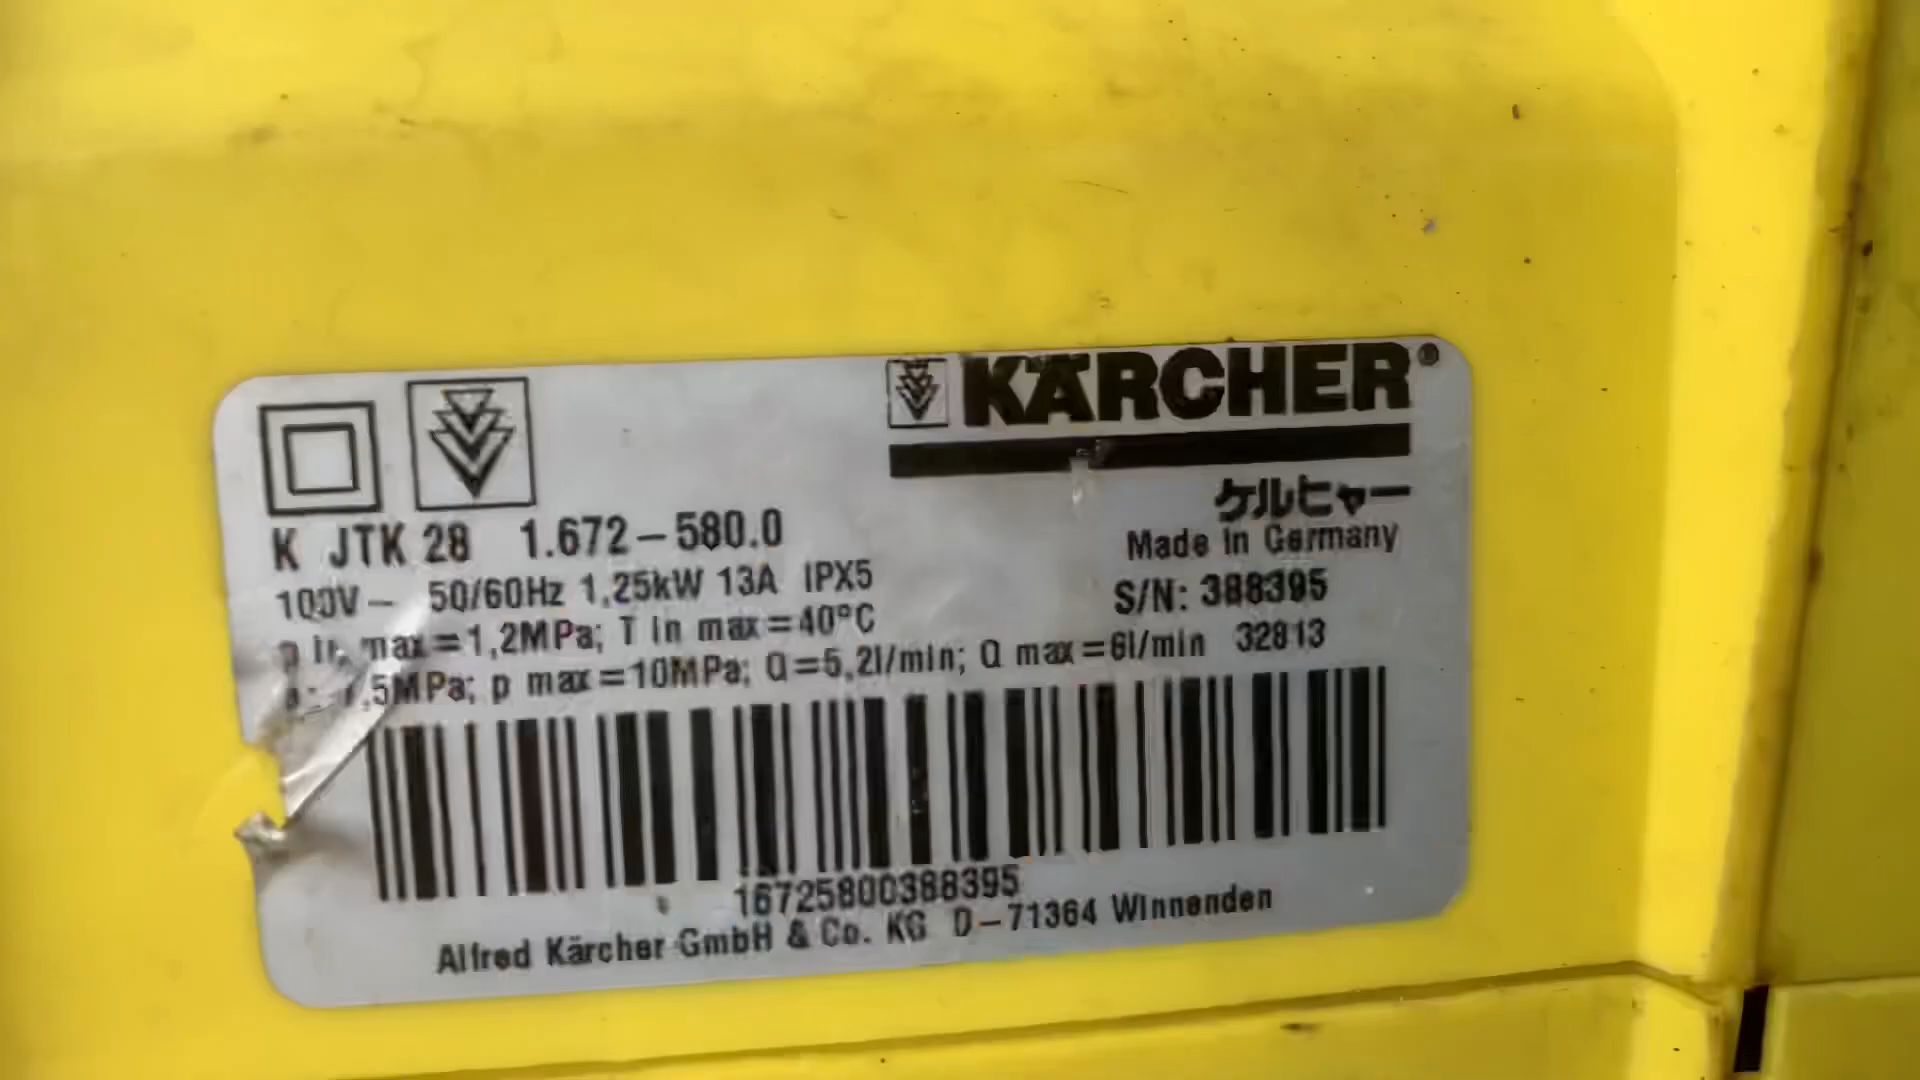 KÄRCHER®
ケルヒャー
K JTK 28 1.672-580.0
Made in Germany
100V~ 50/60Hz 1,25kW 13A IPX5
S/N: 388395
p in max=1,2MPa; T in max=40°C
p=7,5MPa; p max=10MPa; Q=5,2l/min; Q max=6l/min 32813
16725800388395
Alfred Kärcher GmbH & Co. KG D-71364 Winnenden